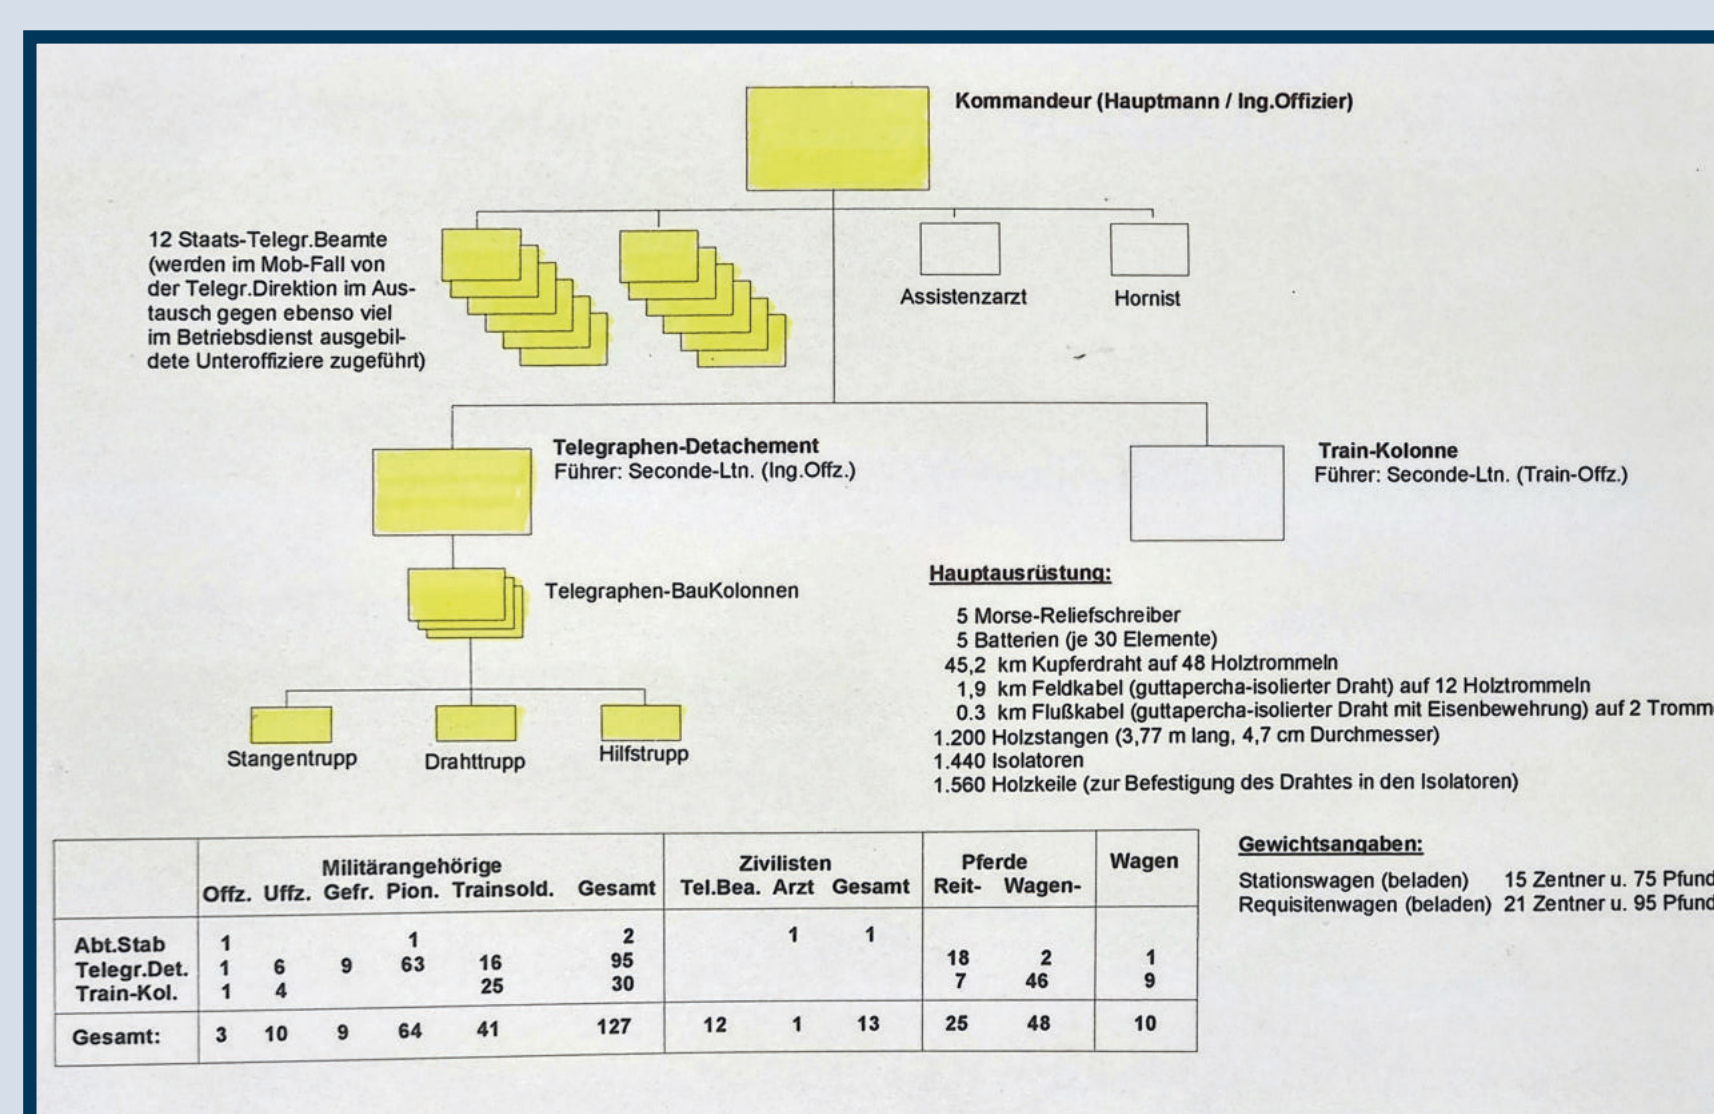 Kommandeur (Hauptmann / Ing.Offizier)
12 Staats-Telegr.Beamte
(werden im Mob-Fall von
der Telegr.Direktion im Aus-
tausch gegen ebenso viel
im Betriebsdienst ausgebil-
dete Unteroffiziere zugeführt)
Assistenzarzt
Hornist
Telegraphen-Detachement
Führer: Seconde-Ltn. (Ing.Offz.)
Train-Kolonne
Führer: Seconde-Ltn. (Train-Offz.)
Telegraphen-BauKolonnen
Stangentrupp
Drahttrupp
Hilfstrupp
Hauptausrüstung:
5 Morse-Reliefschreiber
5 Batterien (je 30 Elemente)
45,2 km Kupferdraht auf 48 Holztrommeln
1,9 km Feldkabel (guttapercha-isolierter Draht) auf 12 Holztrommeln
0.3 km Flußkabel (guttapercha-isolierter Draht mit Eisenbewehrung) auf 2 Tromm
1.200 Holzstangen (3,77 m lang, 4,7 cm Durchmesser)
1.440 Isolatoren
1.560 Holzkeile (zur Befestigung des Drahtes in den Isolatoren)
Militärangehörige Zivilisten Pferde Wagen
Offz. Uffz. Gefr. Pion. Trainsold. Gesamt Tel.Bea. Arzt Gesamt Reit- Wagen-
Abt.Stab 1 1 2 1 1
Telegr.Det. 1 6 9 63 16 95 18 2 1
Train-Kol. 1 4 25 30 7 46 9
Gesamt: 3 10 9 64 41 127 12 1 13 25 48 10
Gewichtsangaben:
Stationswagen (beladen) 15 Zentner u. 75 Pfund
Requisitenwagen (beladen) 21 Zentner u. 95 Pfund